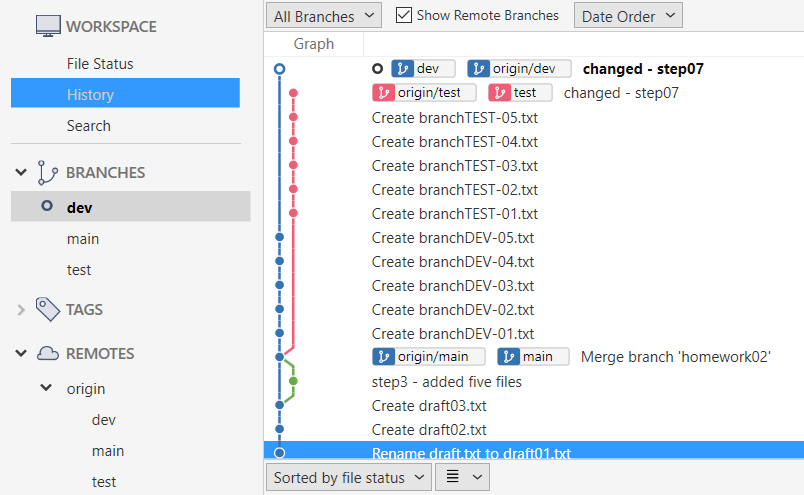 WORKSPACE
File Status
History
Search
BRANCHES
dev
main
test
TAGS
REMOTES
origin
dev
main
test
All Branches Show Remote Branches Date Order
Graph
dev origin/dev changed - step07
origin/test test changed - step07
Create branchTEST-05.txt
Create branchTEST-04.txt
Create branchTEST-03.txt
Create branchTEST-02.txt
Create branchTEST-01.txt
Create branchDEV-05.txt
Create branchDEV-04.txt
Create branchDEV-03.txt
Create branchDEV-02.txt
Create branchDEV-01.txt
origin/main main Merge branch 'homework02'
step3 - added five files
Create draft03.txt
Create draft02.txt
Rename draft.txt to draft01.txt
Sorted by file status